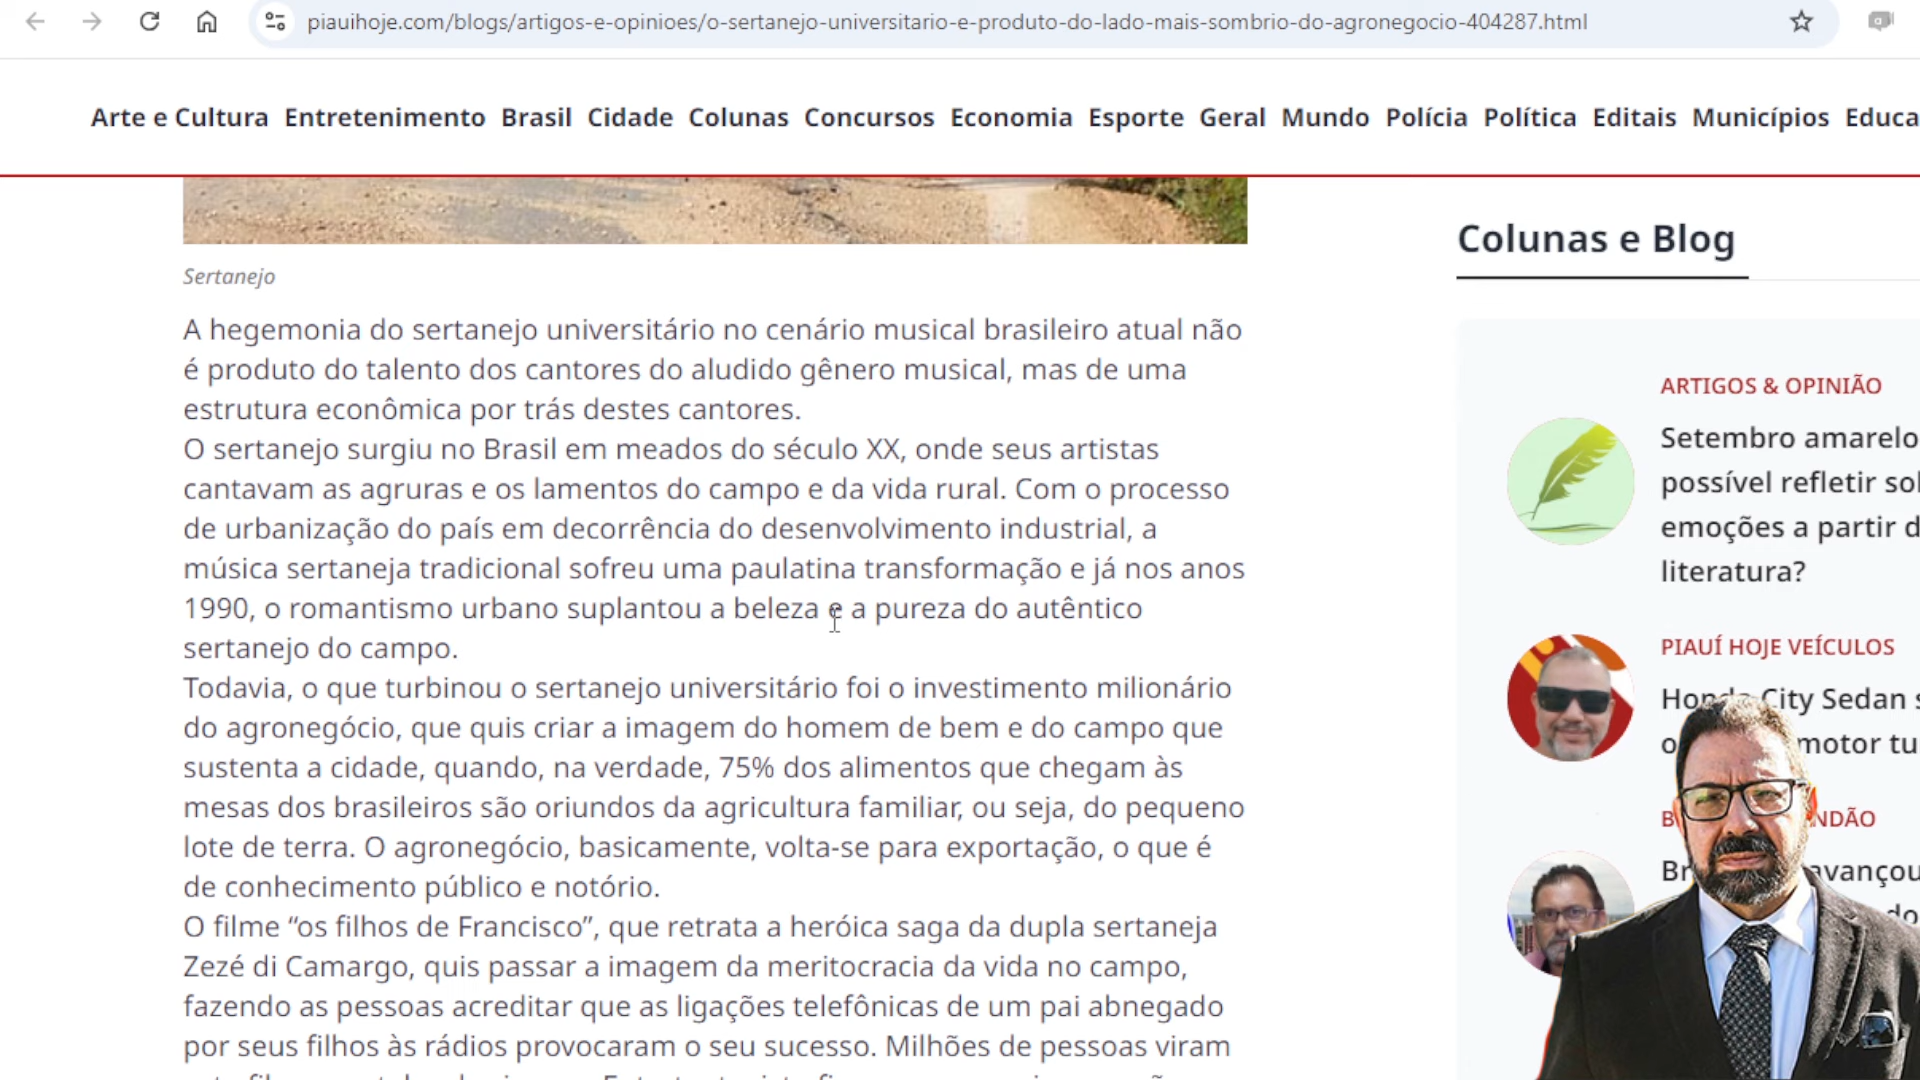 piauihoje.com/blogs/artigos-e-opinioes/o-sertanejo-universitario-e-produto-do-lado-mais-sombrio-do-agronegocio-404287.html
Arte e Cultura Entretenimento Brasil Cidade Colunas Concursos Economia Esporte Geral Mundo Polícia Política Editais Municípios
Sertanejo
A hegemonia do sertanejo universitário no cenário musical brasileiro atual não
é produto do talento dos cantores do aludido gênero musical, mas de uma
estrutura econômica por trás destes cantores.
O sertanejo surgiu no Brasil em meados do século XX, onde seus artistas
cantavam as agruras e os lamentos do campo e da vida rural. Com o processo
de urbanização do país em decorrência do desenvolvimento industrial, a
música sertaneja tradicional sofreu uma paulatina transformação e já nos anos
1990, o romantismo urbano suplantou a beleza e a pureza do autêntico
sertanejo do campo.
Todavia, o que turbinou o sertanejo universitário foi o investimento milionário
do agronegócio, que quis criar a imagem do homem de bem e do campo que
sustenta a cidade, quando, na verdade, 75% dos alimentos que chegam às
mesas dos brasileiros são oriundos da agricultura familiar, ou seja, do pequeno
lote de terra. O agronegócio, basicamente, volta-se para exportação, o que é
de conhecimento público e notório.
O filme “os filhos de Francisco”, que retrata a heróica saga da dupla sertaneja
Zezé di Camargo, quis passar a imagem da meritocracia da vida no campo,
fazendo as pessoas acreditar que as ligações telefônicas de um pai abnegado
por seus filhos às rádios provocaram o seu sucesso. Milhões de pessoas viram
Colunas e Blog
ARTIGOS & OPINIÃO
Setembro amarelo
possível refletir
emoções a partir
literatura?
PIAUÍ HOJE VEÍCULOS
Honda City Sedan
motor
avançou